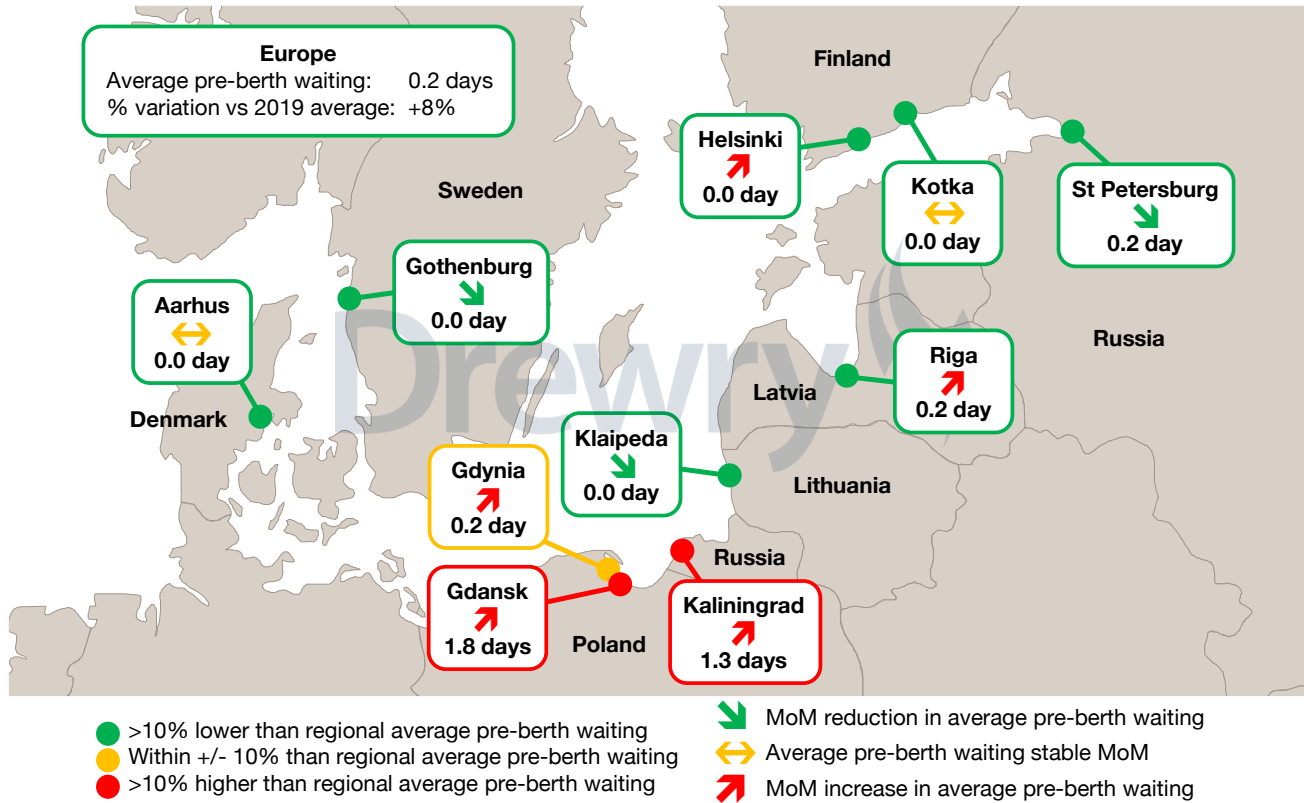 Europe
Average pre-berth waiting: 0.2 days
% variation vs 2019 average: +8%
Finland
Helsinki
0.0 day
Kotka
0.0 day
St Petersburg
0.2 day
Sweden
Gothenburg
0.0 day
Aarhus
0.0 day
Denmark
Drewry
Russia
Riga
0.2 day
Latvia
Klaipeda
0.0 day
Lithuania
Gdynia
0.2 day
Russia
Gdansk
1.8 days
Poland
Kaliningrad
1.3 days
>10% lower than regional average pre-berth waiting
Within +/- 10% than regional average pre-berth waiting
>10% higher than regional average pre-berth waiting
MoM reduction in average pre-berth waiting
Average pre-berth waiting stable MoM
MoM increase in average pre-berth waiting